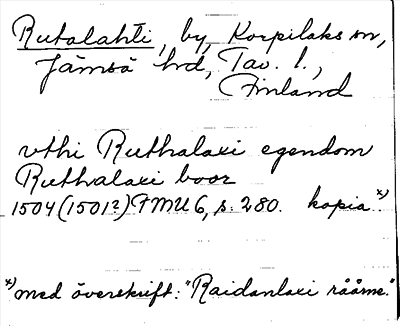 Rutalahti, by, Korpilaks sn,
Jämsä hd, Tav. l.,
Finland
vthi Ruthalaxi egendom
Ruthalaxi boor
1504 (1501?) FMU 6, s. 280. kopia.*)
*) med överskrift: "Raidanlaxi rååme."